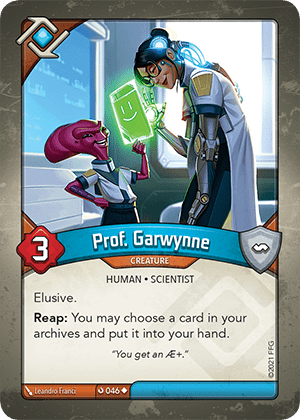 Prof. Garwynne
3
CREATURE
HUMAN • SCIENTIST
Elusive.
Reap: You may choose a card in your
archives and put it into your hand.
"You get an Æ+."
Leandro Franci
046
©2021 FFG